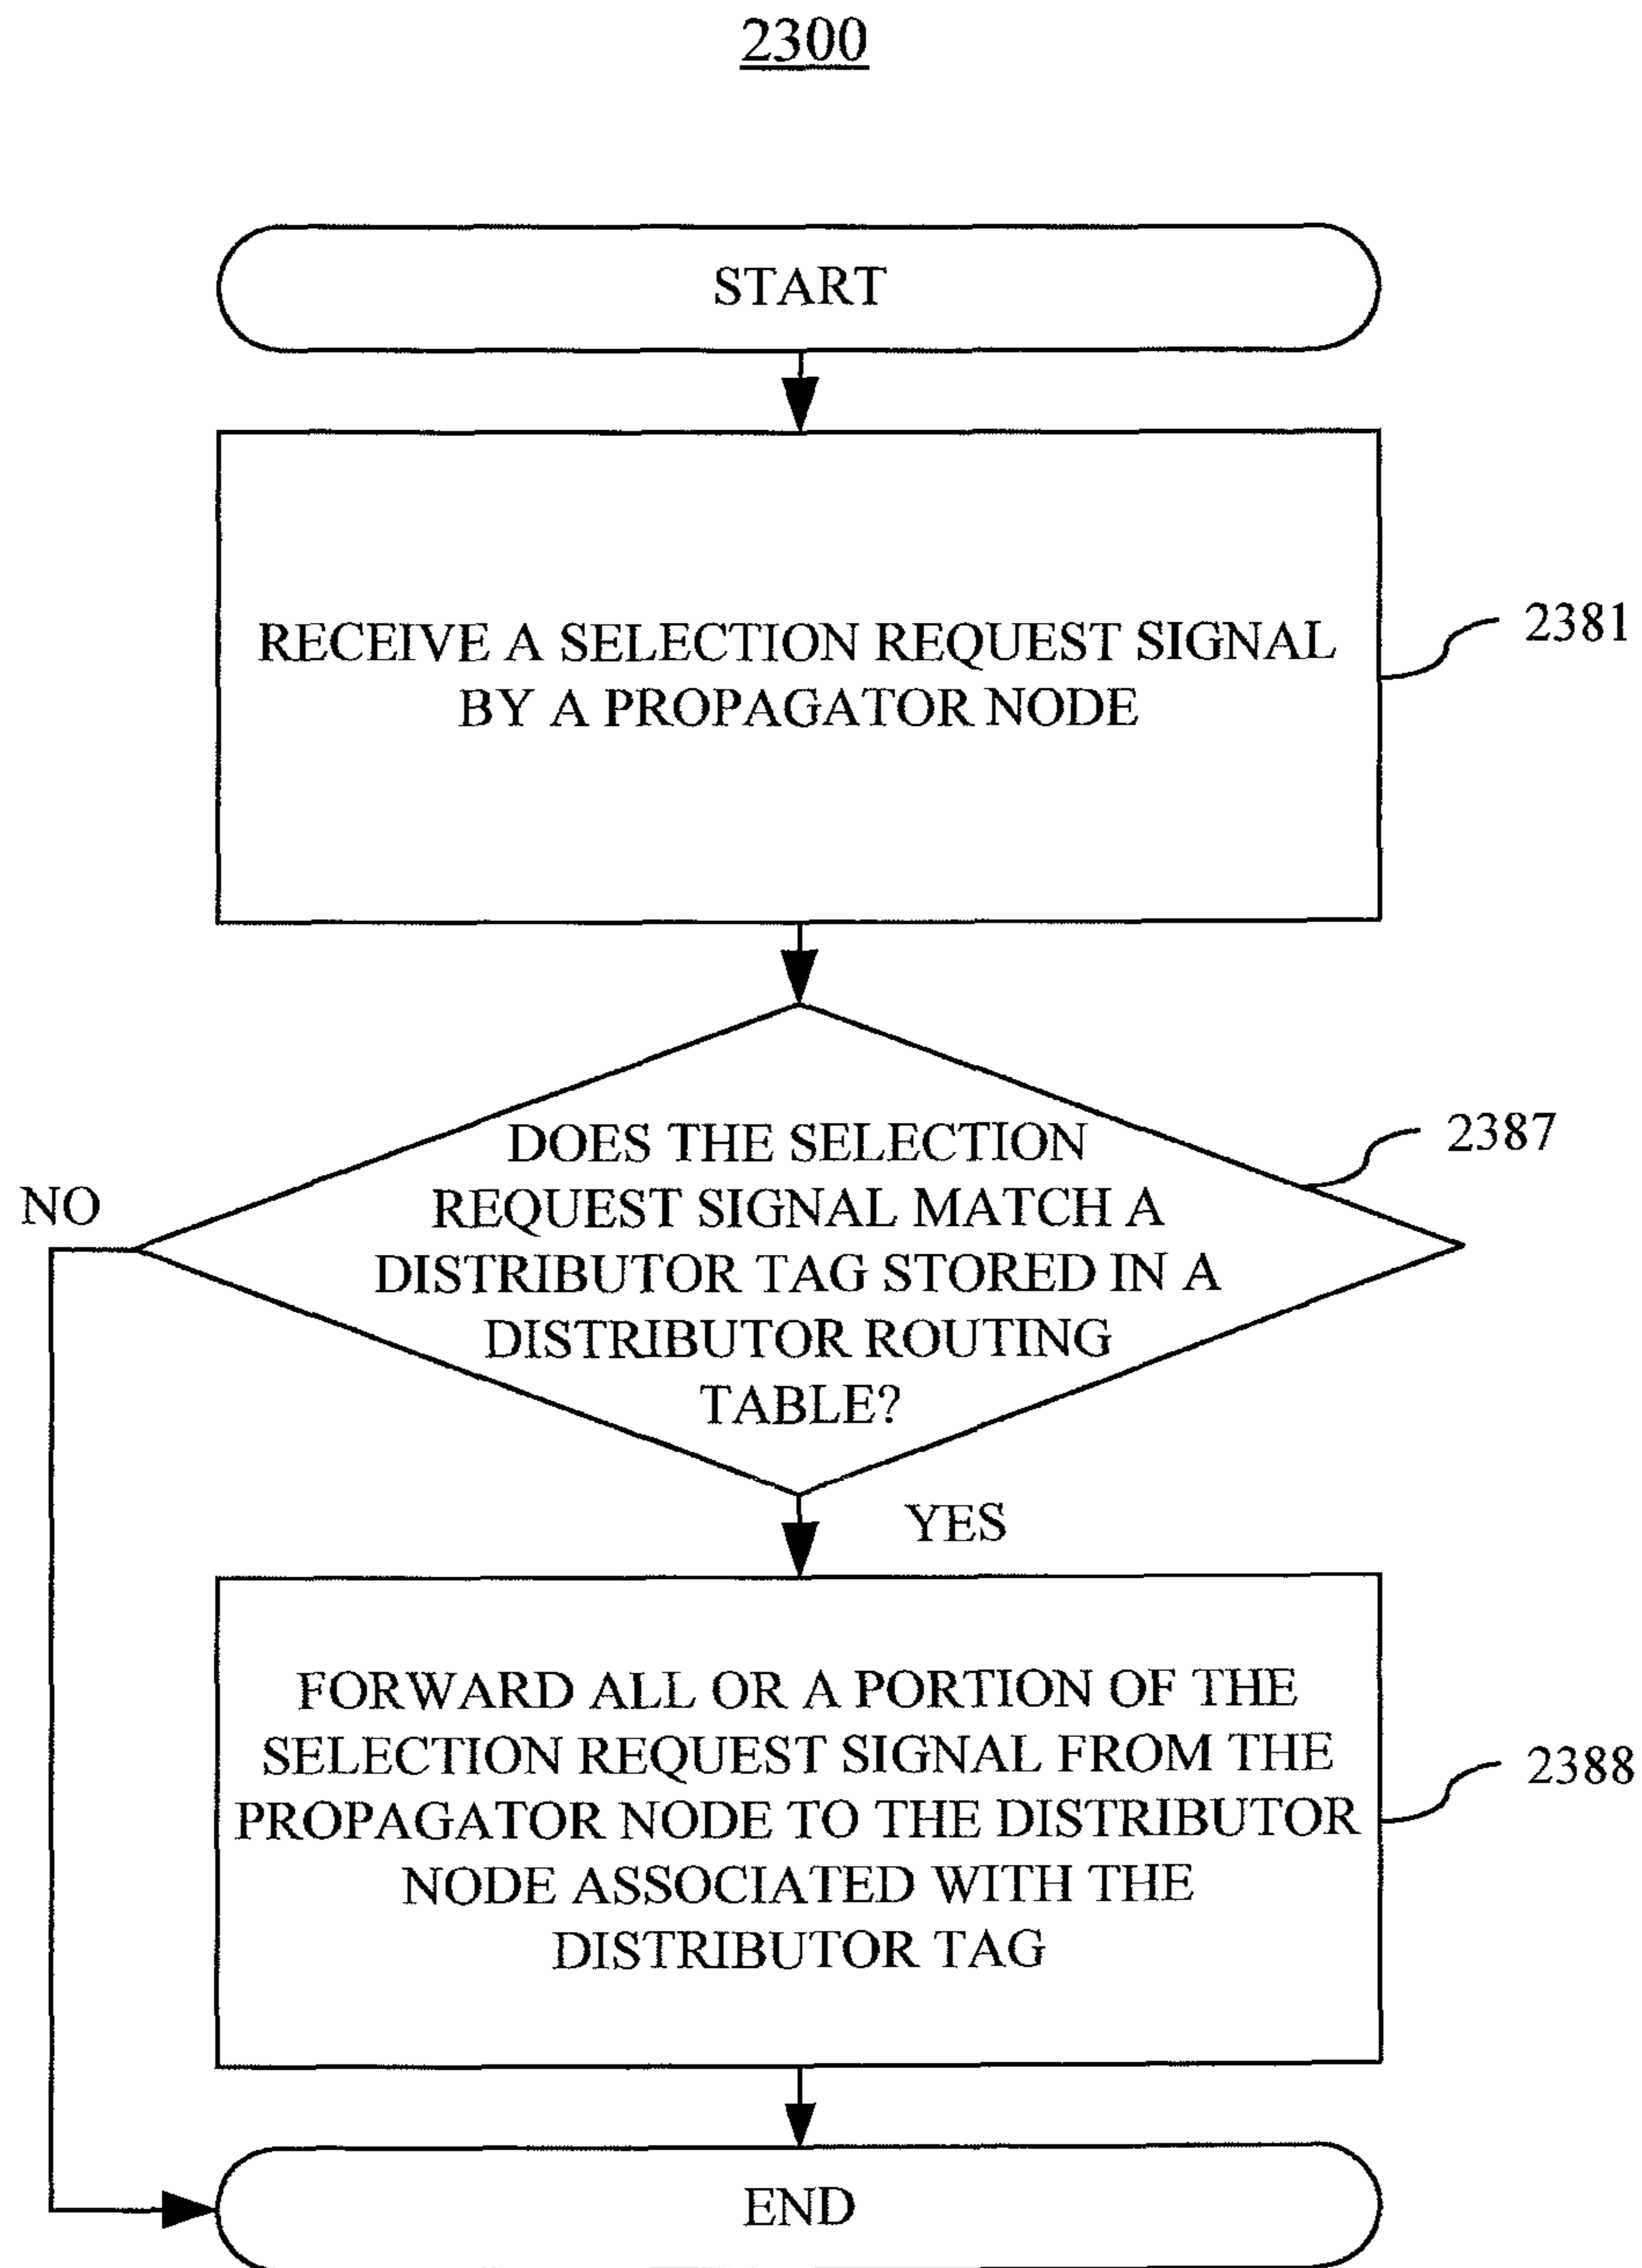 2300
START
RECEIVE A SELECTION REQUEST SIGNAL
BY A PROPAGATOR NODE
2381
DOES THE SELECTION
REQUEST SIGNAL MATCH A
DISTRIBUTOR TAG STORED IN A
DISTRIBUTOR ROUTING
TABLE?
2387
NO
YES
FORWARD ALL OR A PORTION OF THE
SELECTION REQUEST SIGNAL FROM THE
PROPAGATOR NODE TO THE DISTRIBUTOR
NODE ASSOCIATED WITH THE
DISTRIBUTOR TAG
2388
END